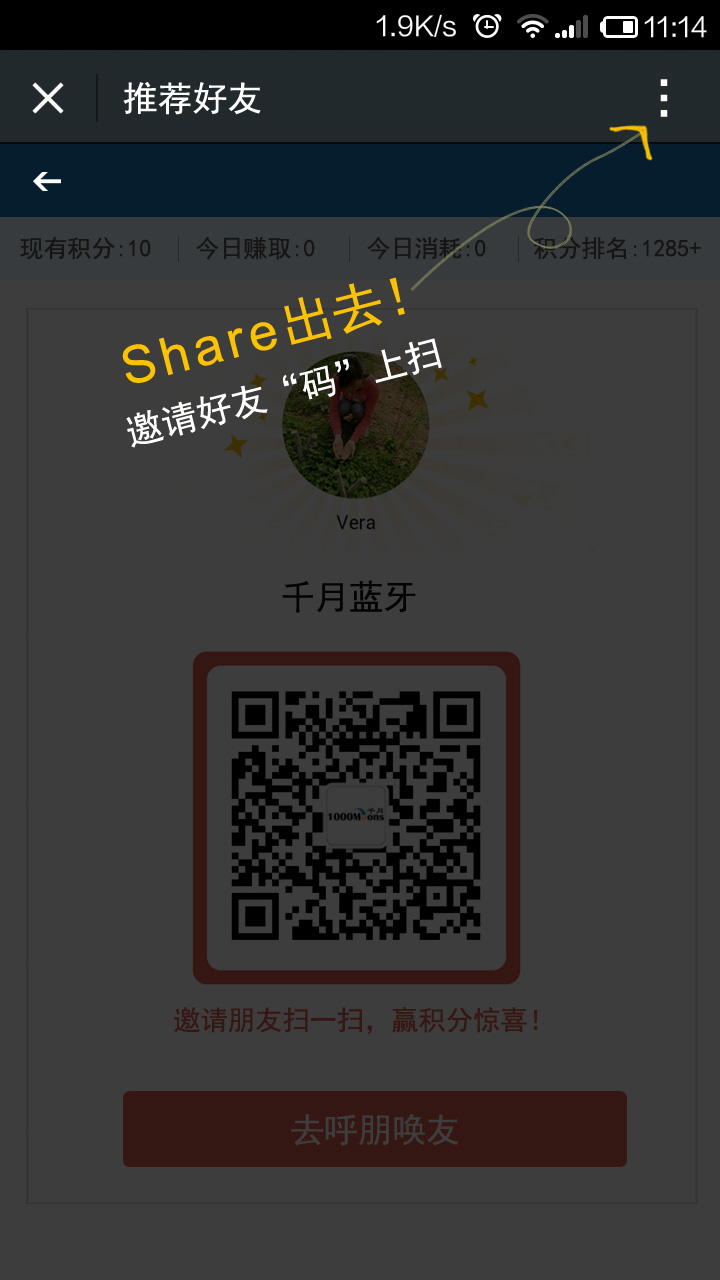 1.9K/s 11:14
推荐好友
现有积分:10 今日赚取:0 今日消耗:0 积分排名:1285+
Share出去!
邀请好友“码”上扫
Vera
千月蓝牙
1000Moons 千月
邀请朋友扫一扫，赢积分惊喜!
去呼朋唤友